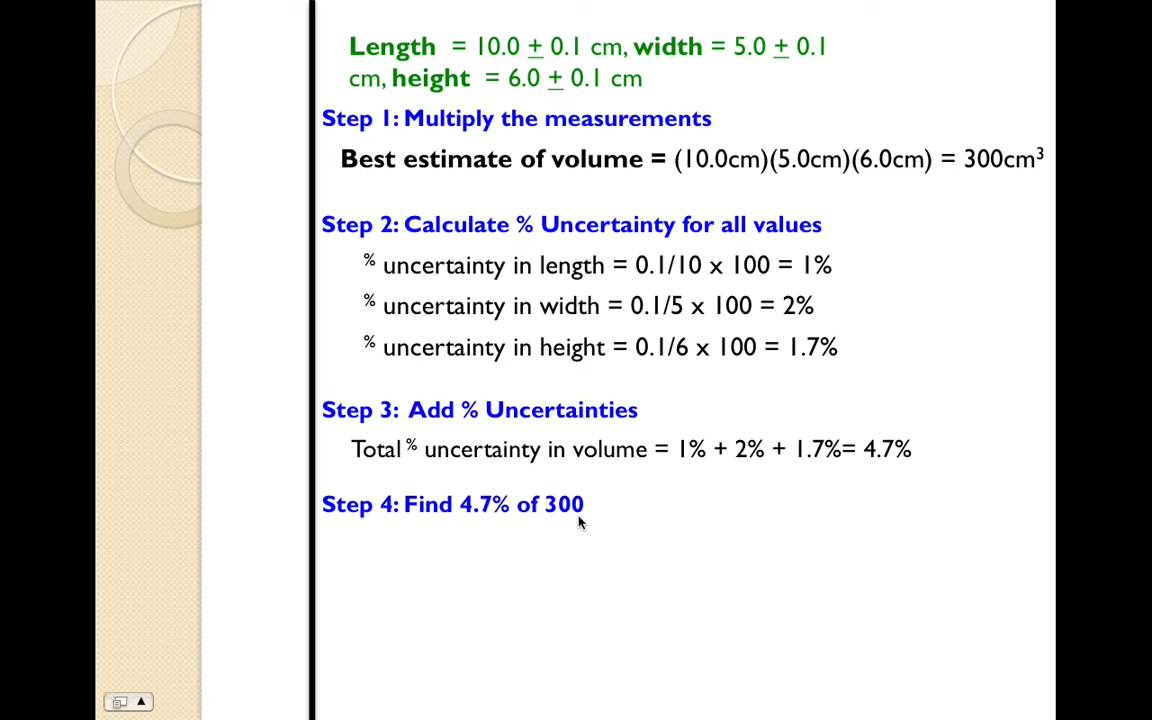 Length = 10.0 ± 0.1 cm, width = 5.0 ± 0.1
cm, height = 6.0 ± 0.1 cm
Step 1: Multiply the measurements
Best estimate of volume = (10.0cm)(5.0cm)(6.0cm) = 300cm³
Step 2: Calculate % Uncertainty for all values
% uncertainty in length = 0.1/10 x 100 = 1%
% uncertainty in width = 0.1/5 x 100 = 2%
% uncertainty in height = 0.1/6 x 100 = 1.7%
Step 3: Add % Uncertainties
Total % uncertainty in volume = 1% + 2% + 1.7%= 4.7%
Step 4: Find 4.7% of 300